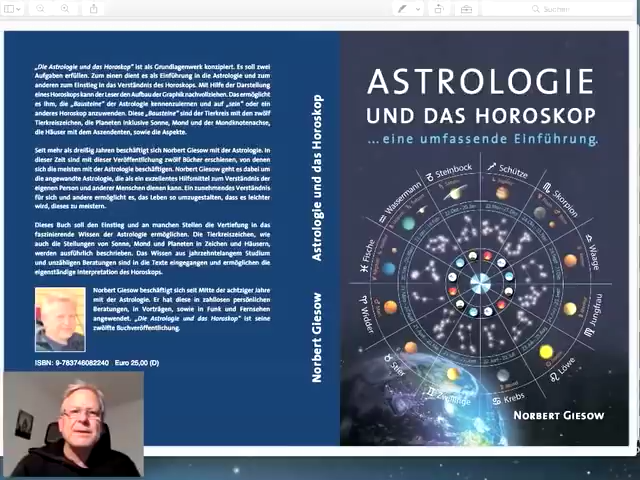 Suchen
„Die Astrologie und das Horoskop" ist als Grundlagenwerk konzipiert. Es soll zwei
Aufgaben erfüllen. Zum einen dient es als Einführung in die Astrologie und zum
anderen zum Einstieg in das Verständnis des Horoskops. Mit Hilfe der Darstellung
eines Horoskops kann der Leser den Aufbau der Graphik nachvollziehen. Das ermöglicht
es ihm, die „Bausteine" der Astrologie kennenzulernen und auf „sein" oder ein
anderes Horoskop anzuwenden. Diese „Bausteine" sind der Tierkreis mit den zwölf
Tierkreiszeichen, die Planeten inklusive Sonne, Mond und der Mondknotenachse,
die Häuser mit dem Aszendenten, sowie die Aspekte.
Seit mehr als dreißig Jahren beschäftigt sich Norbert Giesow mit der Astrologie. In
dieser Zeit sind mit dieser Veröffentlichung zwölf Bücher erschienen, von denen
sich die meisten mit der Astrologie beschäftigen. Norbert Giesow geht es dabei um
die angewandte Astrologie, die als ein exzellentes Hilfsmittel zum Verständnis der
eigenen Person und anderer Menschen dienen kann. Ein zunehmendes Verständnis
für sich und andere ermöglicht es, das Leben so umzugestalten, dass es leichter
wird, dieses zu meistern.
Dieses Buch soll den Einstieg und an manchen Stellen die Vertiefung in das
faszinierende Wissen der Astrologie ermöglichen. Die Tierkreiszeichen, wie
auch die Stellungen von Sonne, Mond und Planeten in Zeichen und Häusern,
werden ausführlich beschrieben. Das Wissen aus jahrzehntelangem Studium
und unzähligen Beratungen sind in die Texte eingegangen und ermöglichen die
eigenständige Interpretation des Horoskops.
Norbert Giesow beschäftigt sich seit Mitte der achtziger Jahre
mit der Astrologie. Er hat diese in zahllosen persönlichen
Beratungen, in Vorträgen, sowie in Funk und Fernsehen
angewendet. „Die Astrologie und das Horoskop" ist seine
zwölfte Buchveröffentlichung.
ISBN: 9-783746082240 Euro 25,00 (D)
Norbert Giesow Astrologie und das Horoskop
ASTROLOGIE
UND DAS HOROSKOP
...eine umfassende Einführung.
♑ Steinbock
♐ Schütze
♏ Skorpion
♒ Wassermann
♎ Waage
♓ Fische
♍ Jungfrau
♈ Widder
♌ Löwe
♉ Stier
♋ Krebs
♊ Zwillinge
NORBERT GIESOW